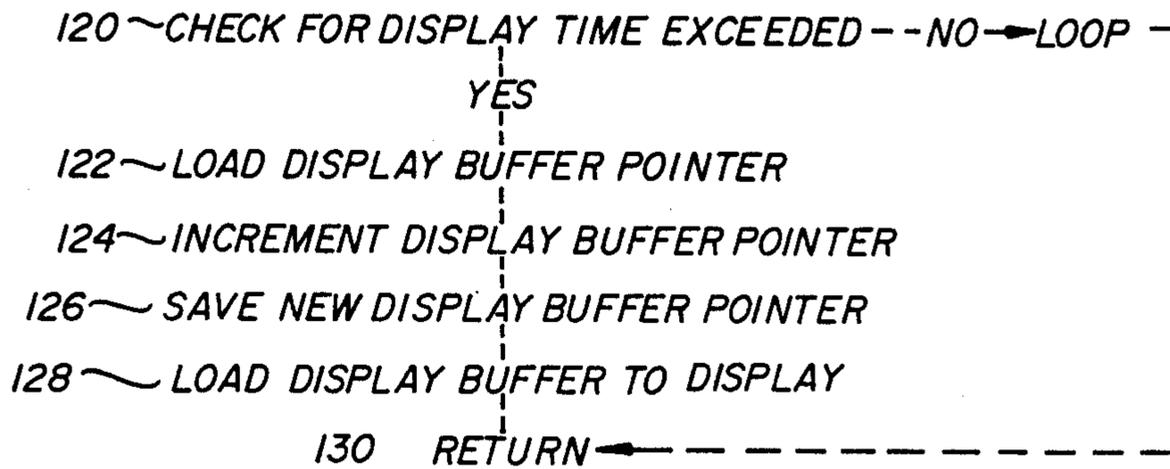 120 CHECK FOR DISPLAY TIME EXCEEDED -- NO LOOP
YES
122 LOAD DISPLAY BUFFER POINTER
124 INCREMENT DISPLAY BUFFER POINTER
126 SAVE NEW DISPLAY BUFFER POINTER
128 LOAD DISPLAY BUFFER TO DISPLAY
130 RETURN